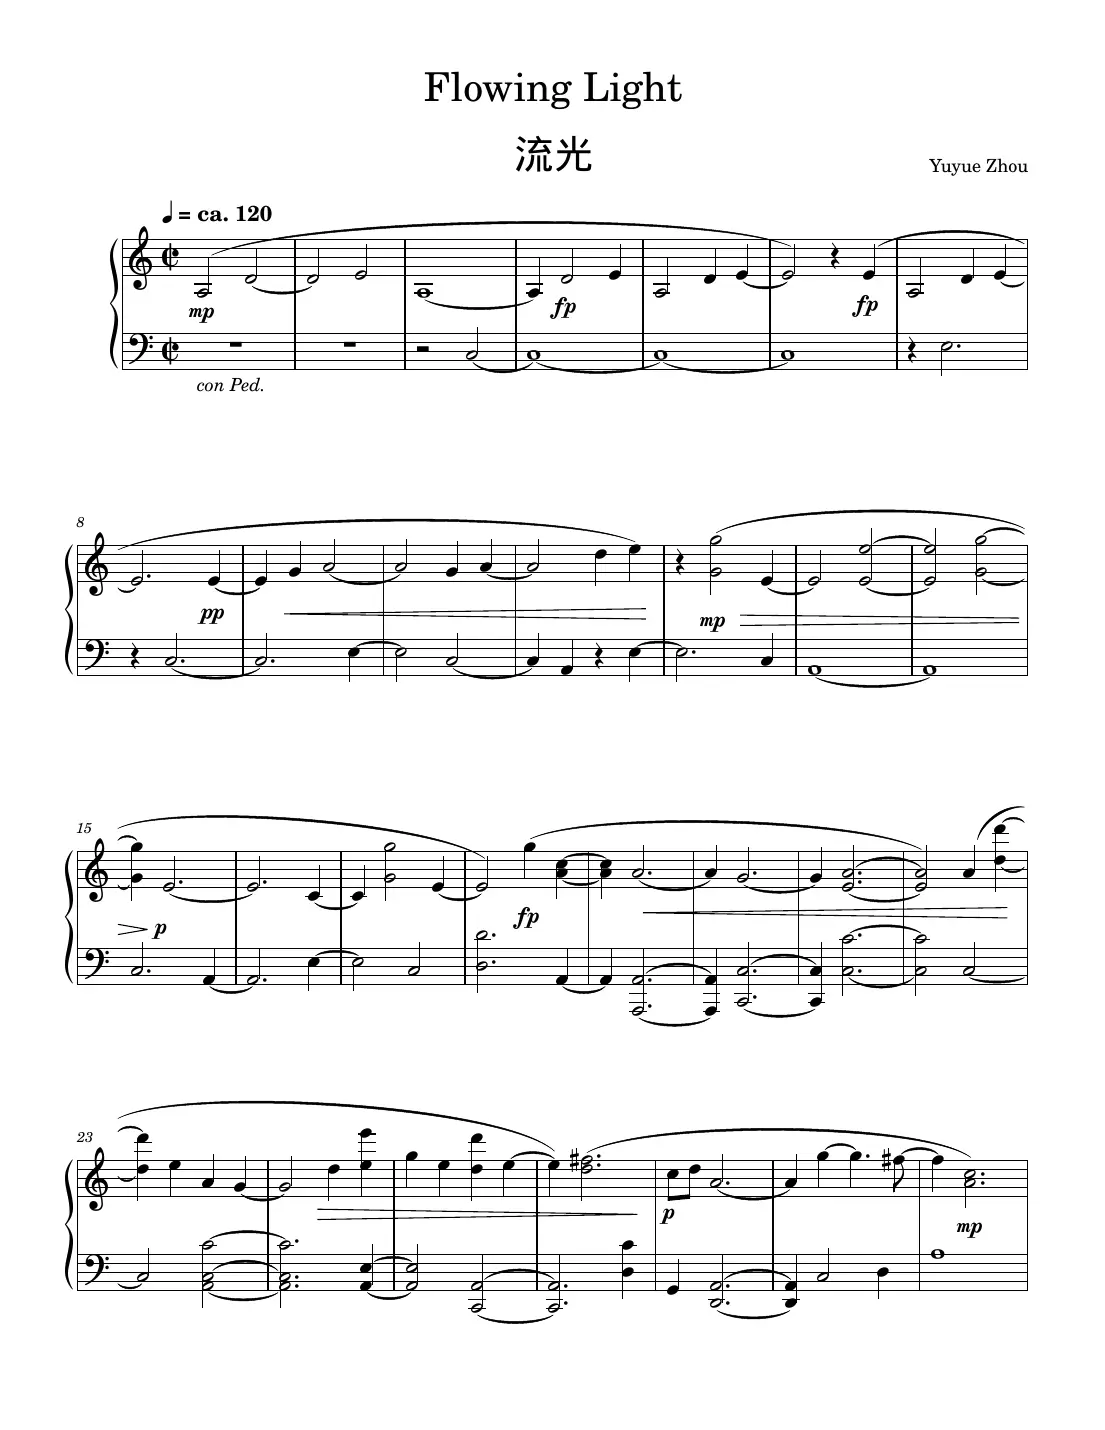 Flowing Light
流光
Yuyue Zhou
♩ = ca. 120
mp
fp
fp
con Ped.
8
pp
mp
15
p
fp
23
p
mp